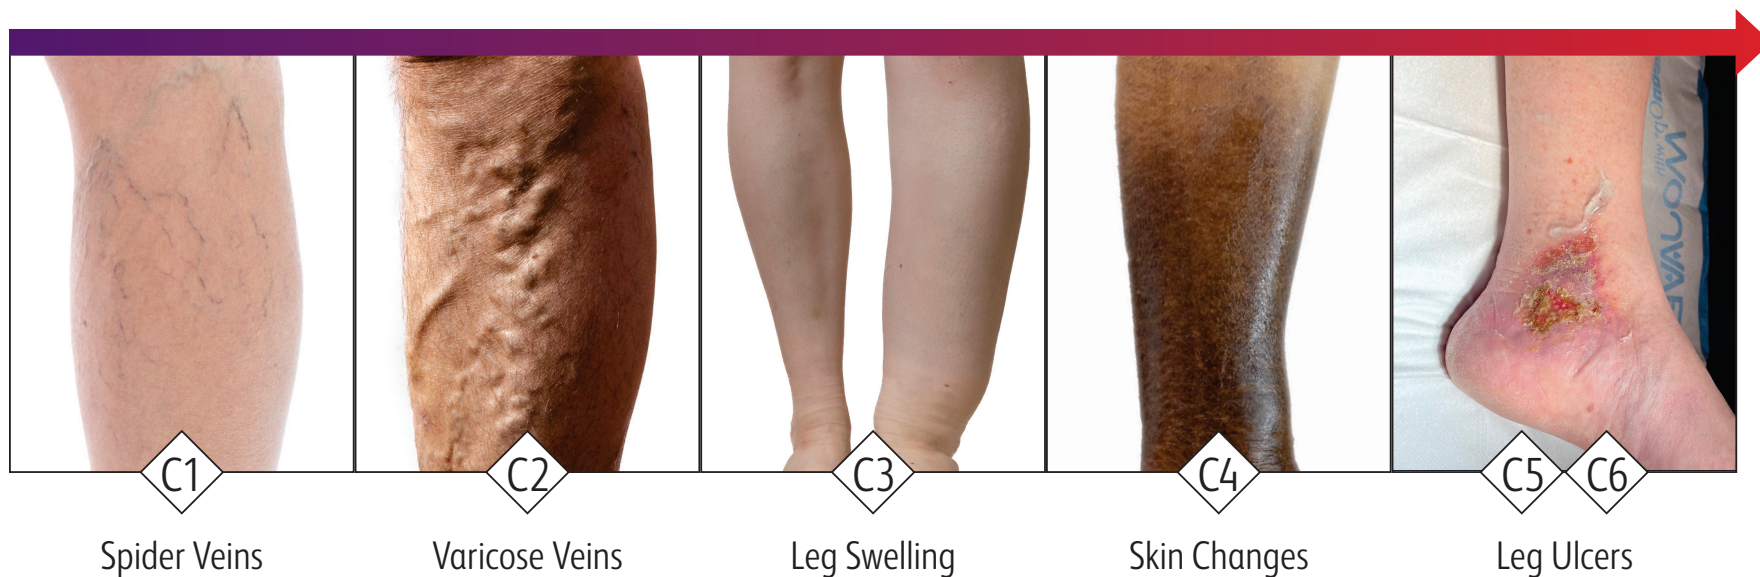 C1
C2
C3
C4
C5
C6
Spider Veins
Varicose Veins
Leg Swelling
Skin Changes
Leg Ulcers